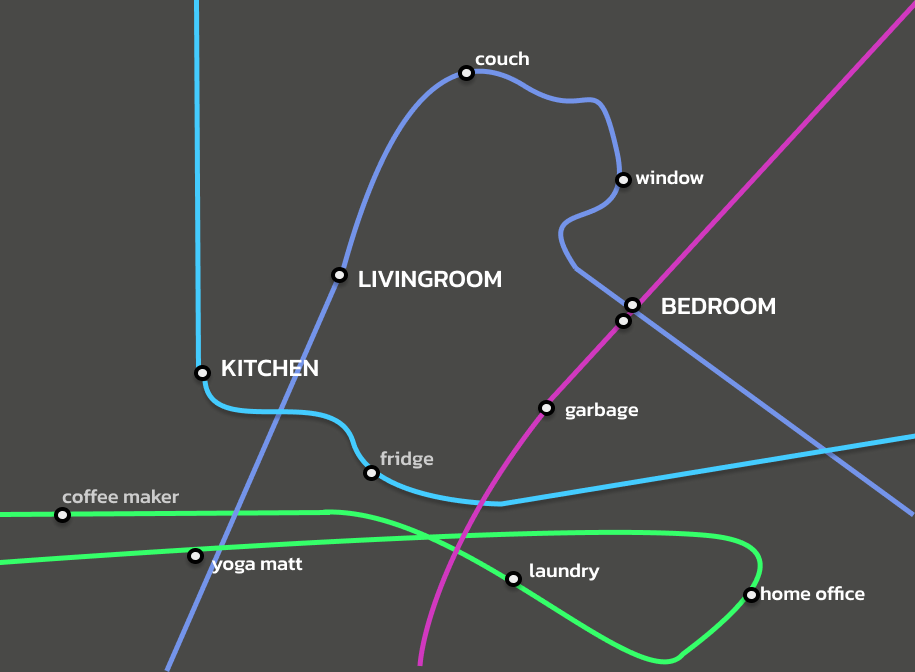 couch
window
LIVINGROOM
BEDROOM
KITCHEN
garbage
fridge
coffee maker
yoga matt
laundry
home office